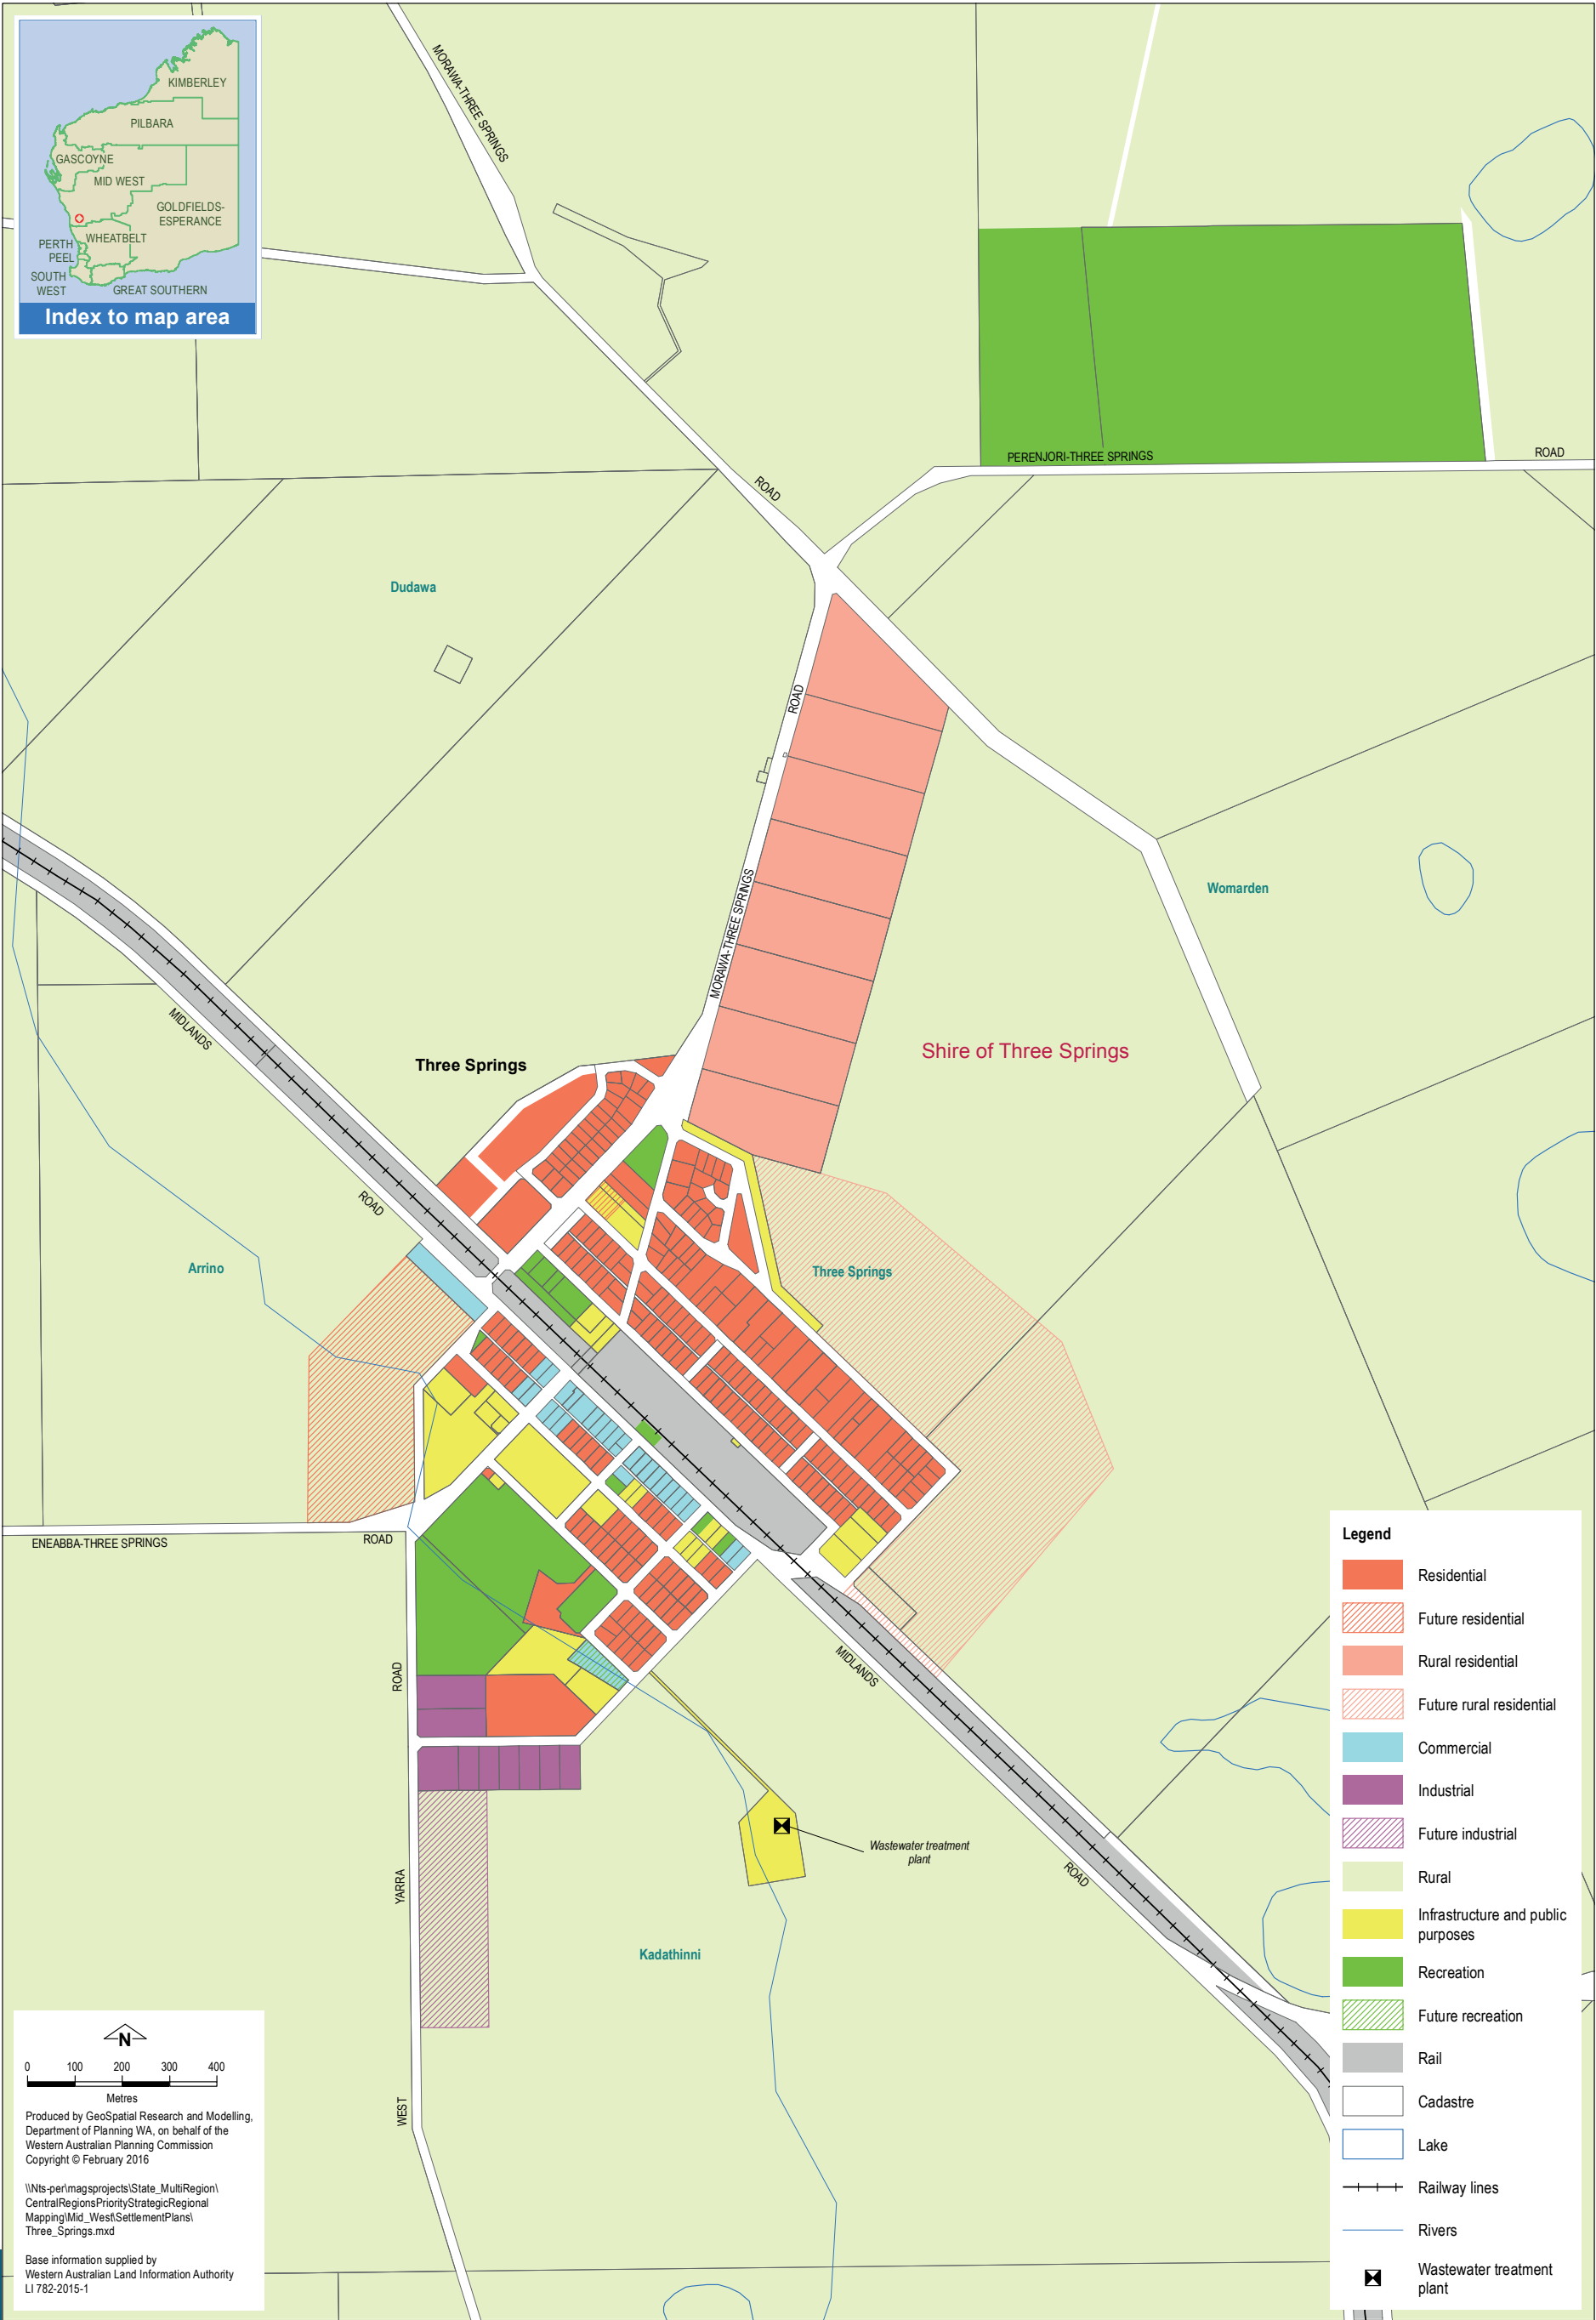 KIMBERLEY
PILBARA
GASCOYNE
MID WEST
GOLDFIELDS-
ESPERANCE
WHEATBELT
PERTH
PEEL
SOUTH
WEST
GREAT SOUTHERN
Index to map area
MORAWA-THREE SPRINGS
ROAD
PERENJORI-THREE SPRINGS
ROAD
Dudawa
ROAD
MORAWA-THREE SPRINGS
Womarden
MIDLANDS
ROAD
Three Springs
Shire of Three Springs
Arrino
Three Springs
ENEABBA-THREE SPRINGS
ROAD
MIDLANDS
ROAD
ROAD
YARRA
WEST
Wastewater treatment
plant
Kadathinni
Legend
Residential
Future residential
Rural residential
Future rural residential
Commercial
Industrial
Future industrial
Rural
Infrastructure and public
purposes
Recreation
Future recreation
Rail
Cadastre
Lake
Railway lines
Rivers
Wastewater treatment
plant
N
0 100 200 300 400
Metres
Produced by GeoSpatial Research and Modelling,
Department of Planning WA, on behalf of the
Western Australian Planning Commission
Copyright © February 2016
\\Nts-per\magsprojects\State_MultiRegion\
CentralRegionsPriorityStrategicRegional
Mapping\Mid_West\SettlementPlans\
Three_Springs.mxd
Base information supplied by
Western Australian Land Information Authority
LI 782-2015-1